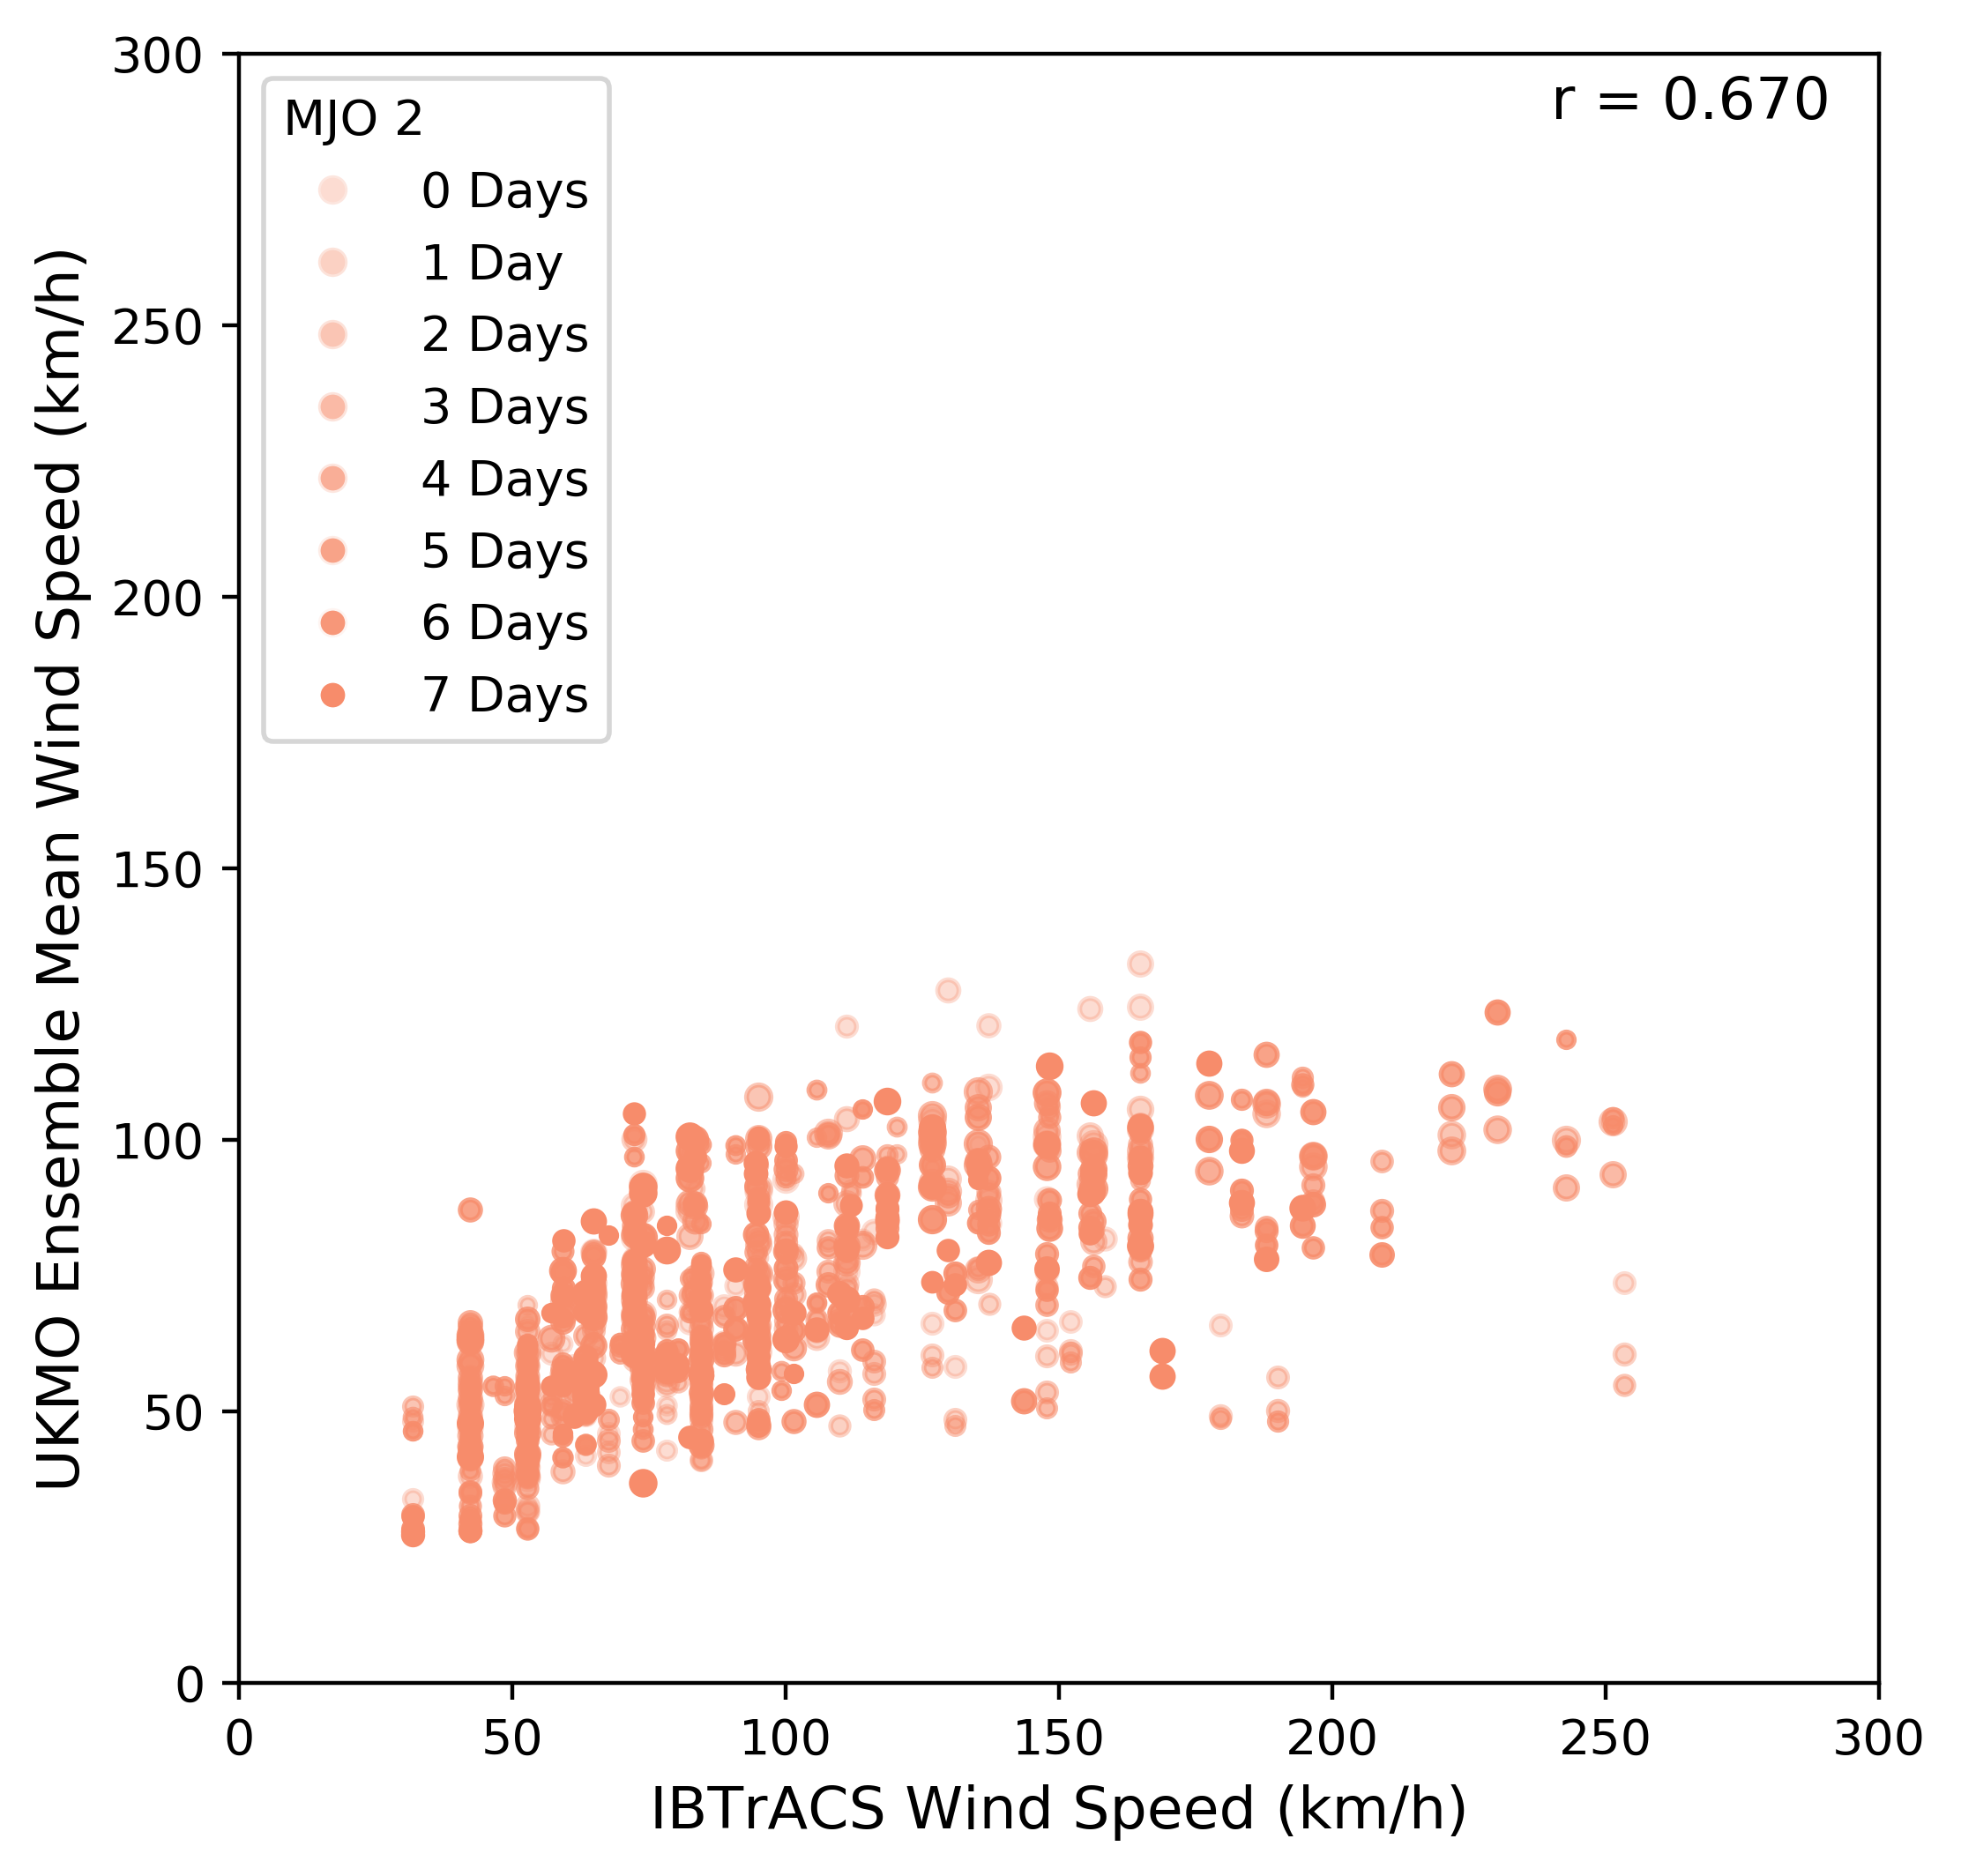 r = 0.670
MJO 2
0 Days
1 Day
2 Days
3 Days
4 Days
5 Days
6 Days
7 Days
UKMO Ensemble Mean Wind Speed (km/h)
300
250
200
150
100
50
0
0 50 100 150 200 250 300
IBTrACS Wind Speed (km/h)